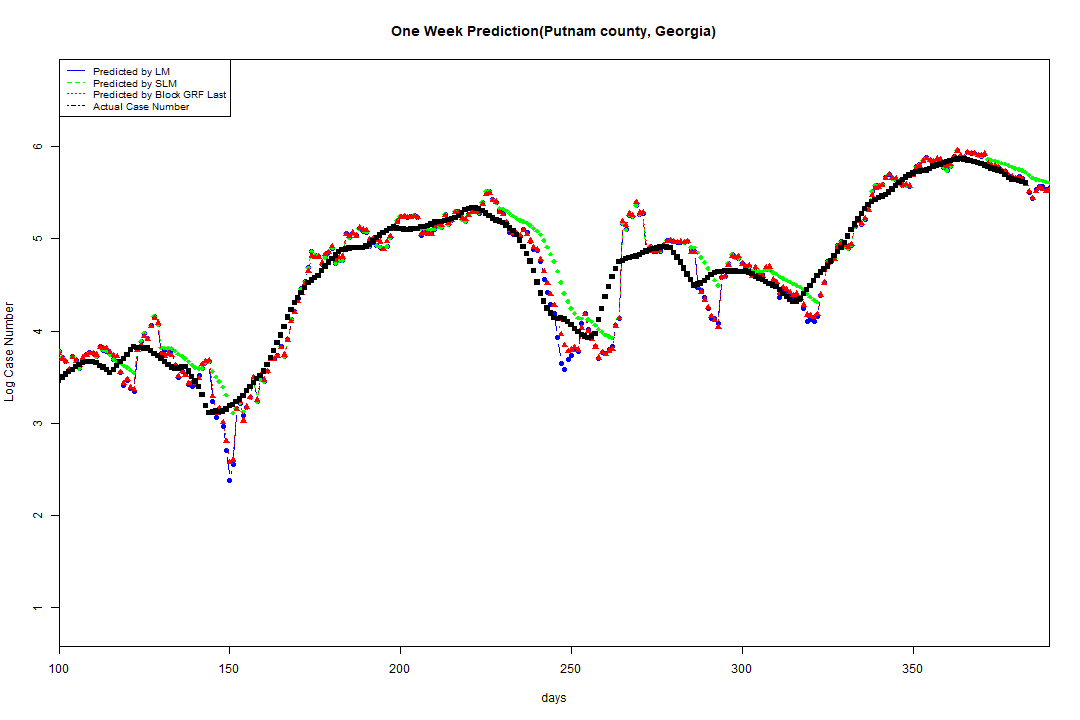 One Week Prediction(Putnam county, Georgia)
Predicted by LM
Predicted by SLM
Predicted by Block GRF Last
Actual Case Number
6
5
4
3
2
1
Log Case Number
100 150 200 250 300 350
days